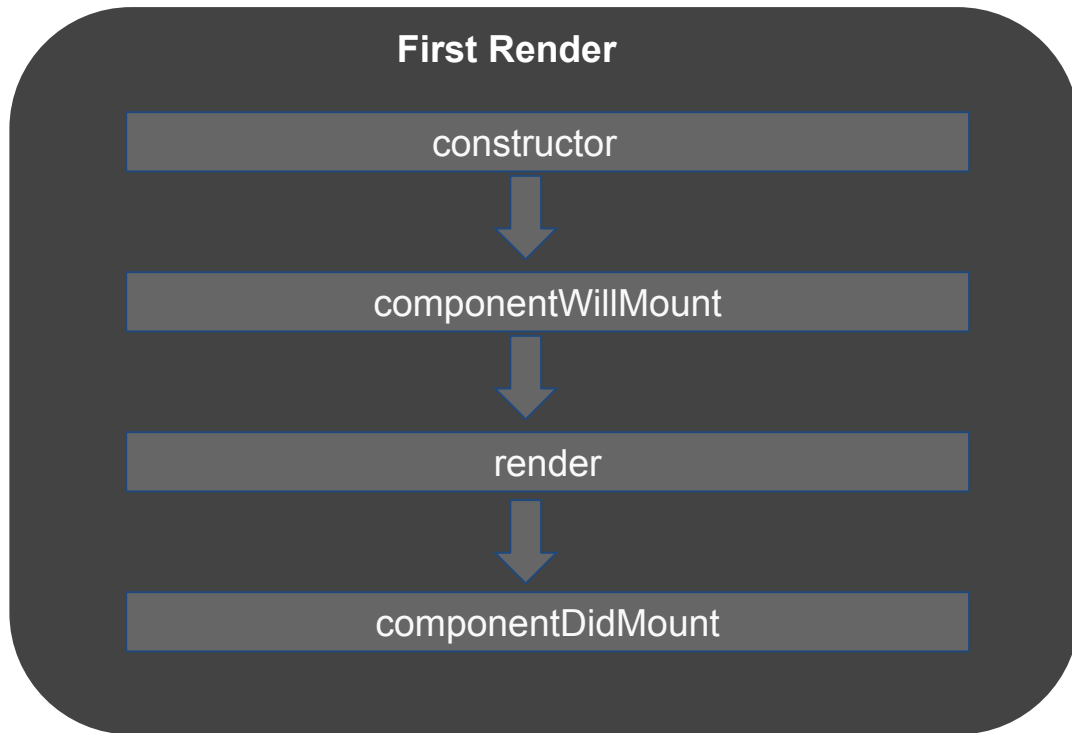 First Render
constructor
componentWillMount
render
componentDidMount